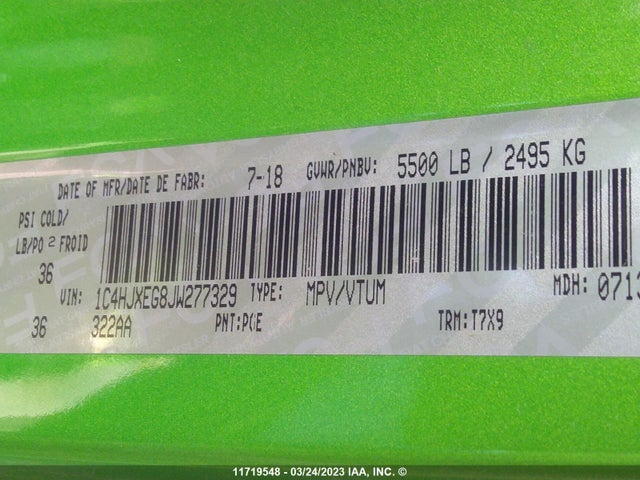 DATE OF MFR/DATE DE FABR: 7-18 GVWR/PNBV: 5500 LB / 2495 KG
PSI COLD/
LB/PO 2 FROID
36
VIN: 1C4HJXEG8JW277329 TYPE: MPV/VTUM MDH: 0713
36 322AA PNT: TRM:T7X9
11719548 - 03/24/2023 IAA, INC. ©